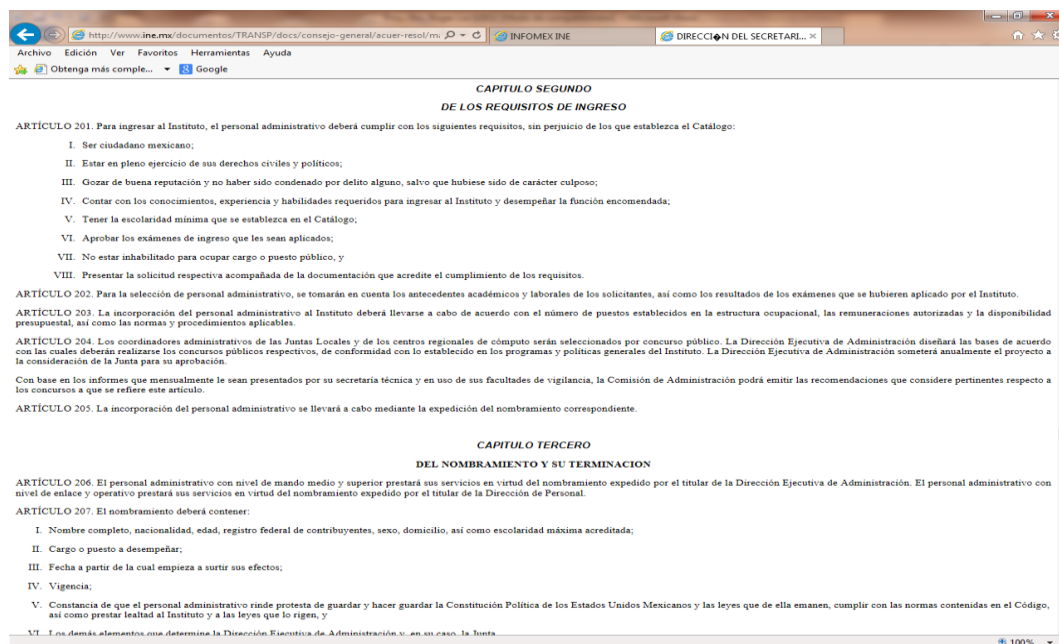 http://www.ine.mx/documentos/TRANSP/docs/consejo-general/acuer-resol/m
INFOMEX INE
DIRECCI�N DEL SECRETARI... ×
Archivo Edición Ver Favoritos Herramientas Ayuda
Obtenga más comple... Google
CAPITULO SEGUNDO
DE LOS REQUISITOS DE INGRESO
ARTÍCULO 201. Para ingresar al Instituto, el personal administrativo deberá cumplir con los siguientes requisitos, sin perjuicio de los que establezca el Catálogo:
I. Ser ciudadano mexicano;
II. Estar en pleno ejercicio de sus derechos civiles y políticos;
III. Gozar de buena reputación y no haber sido condenado por delito alguno, salvo que hubiese sido de carácter culposo;
IV. Contar con los conocimientos, experiencia y habilidades requeridos para ingresar al Instituto y desempeñar la función encomendada;
V. Tener la escolaridad mínima que se establezca en el Catálogo;
VI. Aprobar los exámenes de ingreso que les sean aplicados;
VII. No estar inhabilitado para ocupar cargo o puesto público, y
VIII. Presentar la solicitud respectiva acompañada de la documentación que acredite el cumplimiento de los requisitos.
ARTÍCULO 202. Para la selección de personal administrativo, se tomarán en cuenta los antecedentes académicos y laborales de los solicitantes, así como los resultados de los exámenes que se hubieren aplicado por el Instituto.
ARTÍCULO 203. La incorporación del personal administrativo al Instituto deberá llevarse a cabo de acuerdo con el número de puestos establecidos en la estructura ocupacional, las remuneraciones autorizadas y la disponibilidad
presupuestal, así como las normas y procedimientos aplicables.
ARTÍCULO 204. Los coordinadores administrativos de las Juntas Locales y de los centros regionales de cómputo serán seleccionados por concurso público. La Dirección Ejecutiva de Administración diseñará las bases de acuerdo
con las cuales deberán realizarse los concursos públicos respectivos, de conformidad con lo establecido en los programas y políticas generales del Instituto. La Dirección Ejecutiva de Administración someterá anualmente el proyecto a
la consideración de la Junta para su aprobación.
Con base en los informes que mensualmente le sean presentados por su secretaría técnica y en uso de sus facultades de vigilancia, la Comisión de Administración podrá emitir las recomendaciones que considere pertinentes respecto a
los concursos a que se refiere este artículo.
ARTÍCULO 205. La incorporación del personal administrativo se llevará a cabo mediante la expedición del nombramiento correspondiente.
CAPITULO TERCERO
DEL NOMBRAMIENTO Y SU TERMINACION
ARTÍCULO 206. El personal administrativo con nivel de mando medio y superior prestará sus servicios en virtud del nombramiento expedido por el titular de la Dirección Ejecutiva de Administración. El personal administrativo con
nivel de enlace y operativo prestará sus servicios en virtud del nombramiento expedido por el titular de la Dirección de Personal.
ARTÍCULO 207. El nombramiento deberá contener:
I. Nombre completo, nacionalidad, edad, registro federal de contribuyentes, sexo, domicilio, así como escolaridad máxima acreditada;
II. Cargo o puesto a desempeñar;
III. Fecha a partir de la cual empieza a surtir sus efectos;
IV. Vigencia;
V. Constancia de que el personal administrativo rinde protesta de guardar y hacer guardar la Constitución Política de los Estados Unidos Mexicanos y las leyes que de ella emanen, cumplir con las normas contenidas en el Código,
así como prestar lealtad al Instituto y a las leyes que lo rigen, y
VI. Los demás elementos que determine la Dirección Ejecutiva de Administración y, en su caso, la Junta.
100%